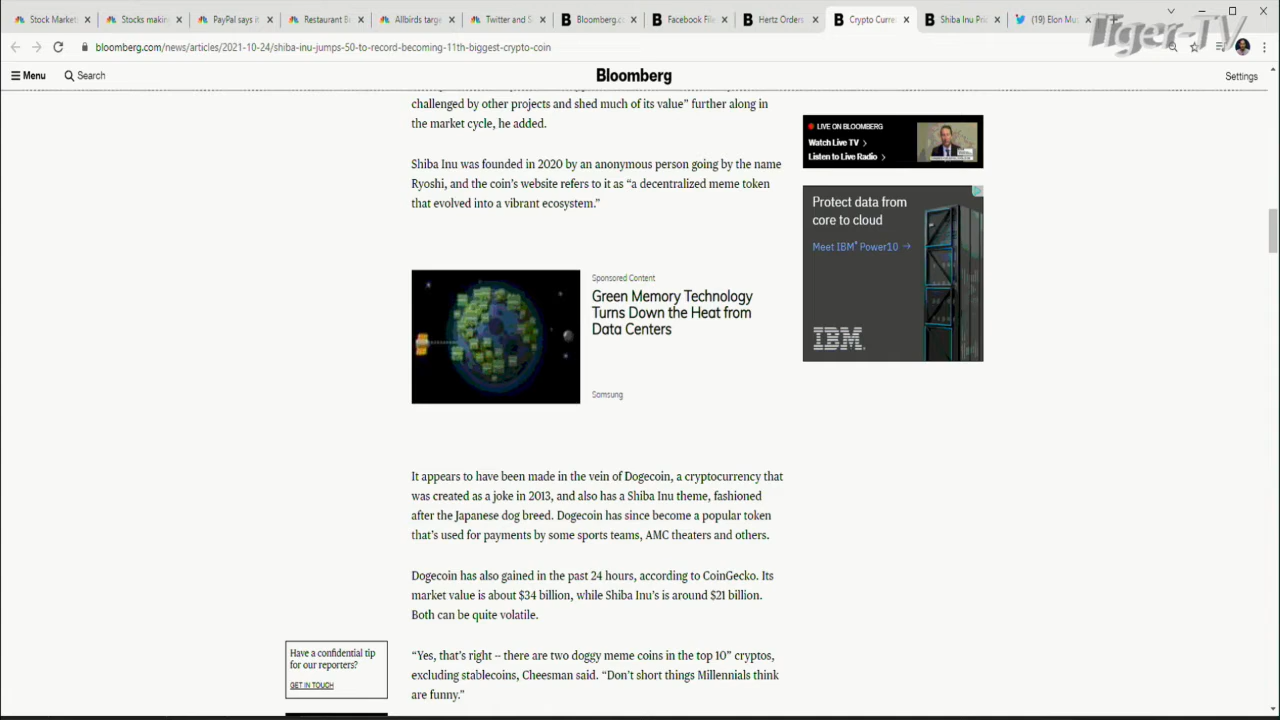 Stock Market
Stocks makin
PayPal says it
Restaurant B
Allbirds targe
Twitter and S
Bloomberg.c
Facebook File
Hertz Orders
Crypto Curre
Shiba Inu Pri
(19) Elon Mus
Tiger-TV
bloomberg.com/news/articles/2021-10-24/shiba-inu-jumps-50-to-record-becoming-11th-biggest-crypto-coin
Menu
Search
Bloomberg
Settings
challenged by other projects and shed much of its value” further along in
the market cycle, he added.
Shiba Inu was founded in 2020 by an anonymous person going by the name
Ryoshi, and the coin’s website refers to it as “a decentralized meme token
that evolved into a vibrant ecosystem.”
LIVE ON BLOOMBERG
Watch Live TV
Listen to Live Radio
Protect data from
core to cloud
Meet IBM® Power10 →
IBM
Sponsored Content
Green Memory Technology
Turns Down the Heat from
Data Centers
Samsung
It appears to have been made in the vein of Dogecoin, a cryptocurrency that
was created as a joke in 2013, and also has a Shiba Inu theme, fashioned
after the Japanese dog breed. Dogecoin has since become a popular token
that’s used for payments by some sports teams, AMC theaters and others.
Dogecoin has also gained in the past 24 hours, according to CoinGecko. Its
market value is about $34 billion, while Shiba Inu’s is around $21 billion.
Both can be quite volatile.
Have a confidential tip
for our reporters?
GET IN TOUCH
“Yes, that’s right -- there are two doggy meme coins in the top 10” cryptos,
excluding stablecoins, Cheesman said. “Don’t short things Millennials think
are funny.”